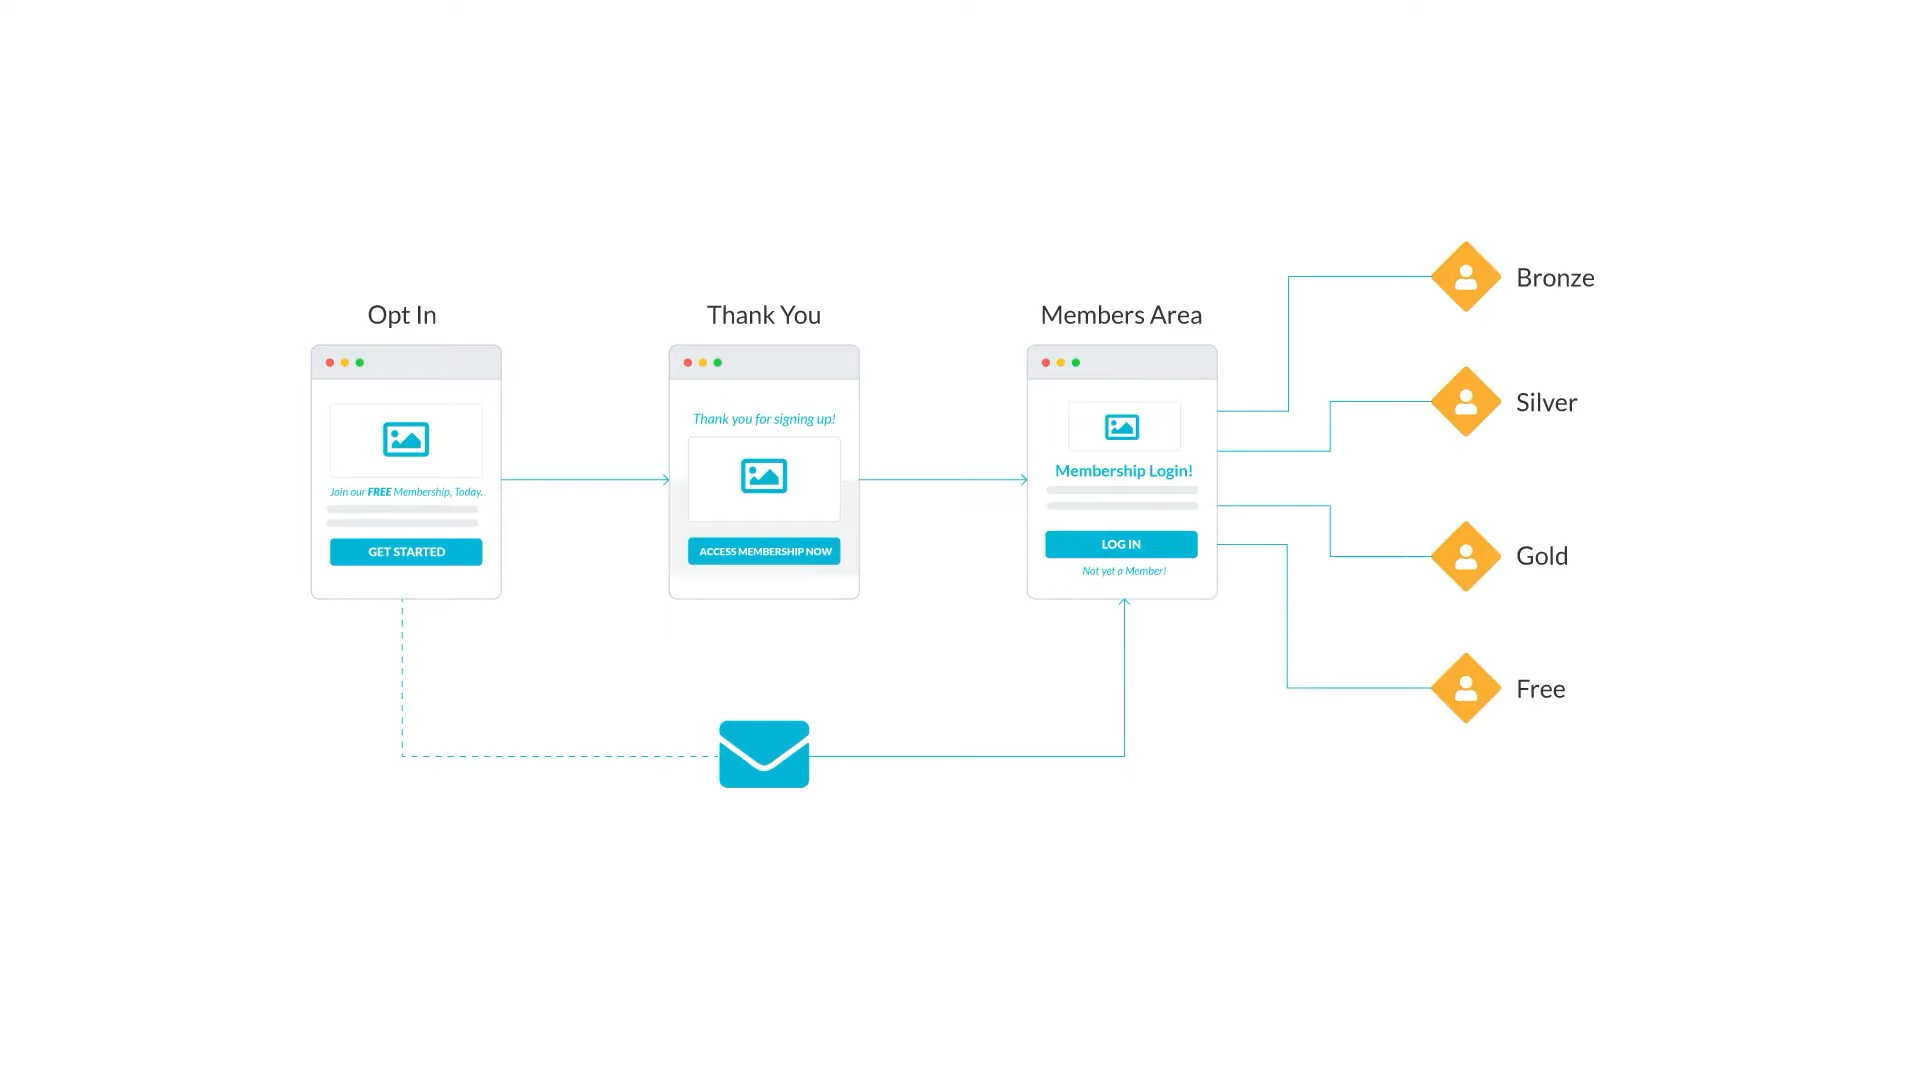 Opt In
Join our FREE Membership, Today.
GET STARTED
Thank You
Thank you for signing up!
ACCESS MEMBERSHIP NOW
Members Area
Membership Login!
LOG IN
Not yet a Member!
Bronze
Silver
Gold
Free